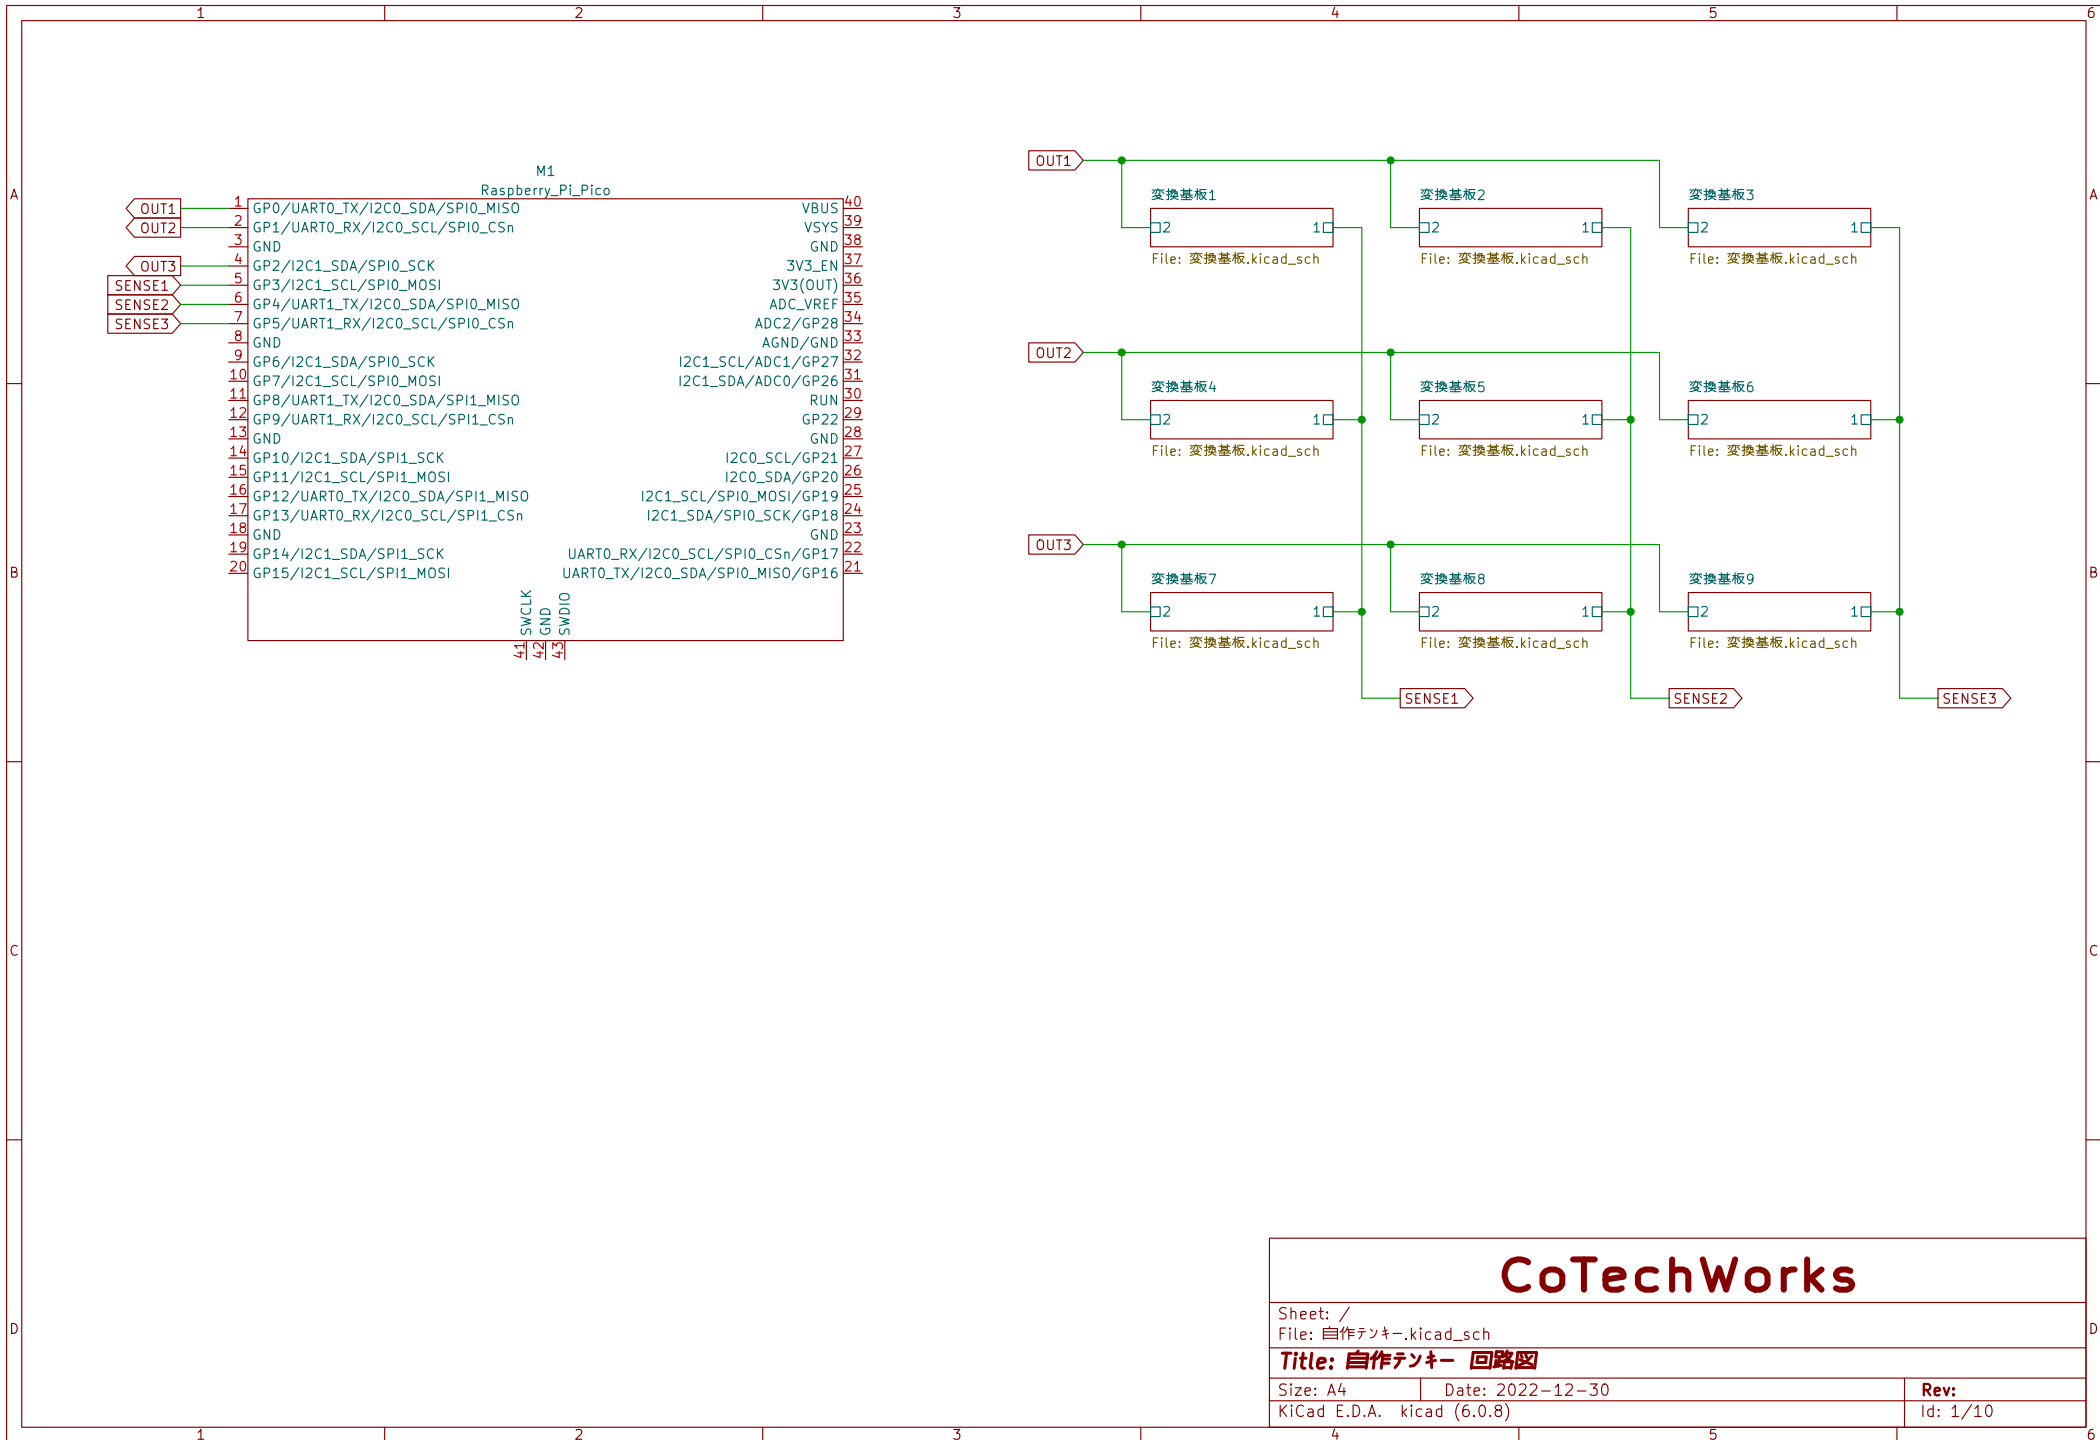 1 2 3 4 5 6
A A
B B
C C
D D
M1
Raspberry_Pi_Pico
OUT1 1 GP0/UART0_TX/I2C0_SDA/SPI0_MISO VBUS 40
OUT2 2 GP1/UART0_RX/I2C0_SCL/SPI0_CSn VSYS 39
3 GND GND 38
OUT3 4 GP2/I2C1_SDA/SPI0_SCK 3V3_EN 37
SENSE1 5 GP3/I2C1_SCL/SPI0_MOSI 3V3(OUT) 36
SENSE2 6 GP4/UART1_TX/I2C0_SDA/SPI0_MISO ADC_VREF 35
SENSE3 7 GP5/UART1_RX/I2C0_SCL/SPI0_CSn ADC2/GP28 34
8 GND AGND/GND 33
9 GP6/I2C1_SDA/SPI0_SCK I2C1_SCL/ADC1/GP27 32
10 GP7/I2C1_SCL/SPI0_MOSI I2C1_SDA/ADC0/GP26 31
11 GP8/UART1_TX/I2C0_SDA/SPI1_MISO RUN 30
12 GP9/UART1_RX/I2C0_SCL/SPI1_CSn GP22 29
13 GND GND 28
14 GP10/I2C1_SDA/SPI1_SCK I2C0_SCL/GP21 27
15 GP11/I2C1_SCL/SPI1_MOSI I2C0_SDA/GP20 26
16 GP12/UART0_TX/I2C0_SDA/SPI1_MISO I2C1_SCL/SPI0_MOSI/GP19 25
17 GP13/UART0_RX/I2C0_SCL/SPI1_CSn I2C1_SDA/SPI0_SCK/GP18 24
18 GND GND 23
19 GP14/I2C1_SDA/SPI1_SCK UART0_RX/I2C0_SCL/SPI0_CSn/GP17 22
20 GP15/I2C1_SCL/SPI1_MOSI UART0_TX/I2C0_SDA/SPI0_MISO/GP16 21
SWCLK GND SWDIO
41 42 43
OUT1
変換基板1 変換基板2 変換基板3
2 1 2 1 2 1
File: 変換基板.kicad_sch File: 変換基板.kicad_sch File: 変換基板.kicad_sch
OUT2
変換基板4 変換基板5 変換基板6
2 1 2 1 2 1
File: 変換基板.kicad_sch File: 変換基板.kicad_sch File: 変換基板.kicad_sch
OUT3
変換基板7 変換基板8 変換基板9
2 1 2 1 2 1
File: 変換基板.kicad_sch File: 変換基板.kicad_sch File: 変換基板.kicad_sch
SENSE1 SENSE2 SENSE3
CoTechWorks
Sheet: /
File: 自作テンキー.kicad_sch
Title: 自作テンキー 回路図
Size: A4 Date: 2022-12-30 Rev:
KiCad E.D.A. kicad (6.0.8) Id: 1/10
1 2 3 4 5 6